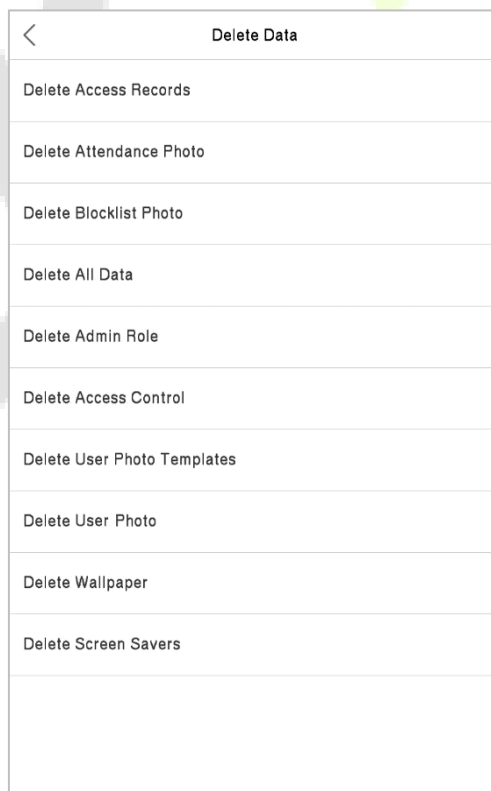 Delete Data
Delete Access Records
Delete Attendance Photo
Delete Blocklist Photo
Delete All Data
Delete Admin Role
Delete Access Control
Delete User Photo Templates
Delete User Photo
Delete Wallpaper
Delete Screen Savers